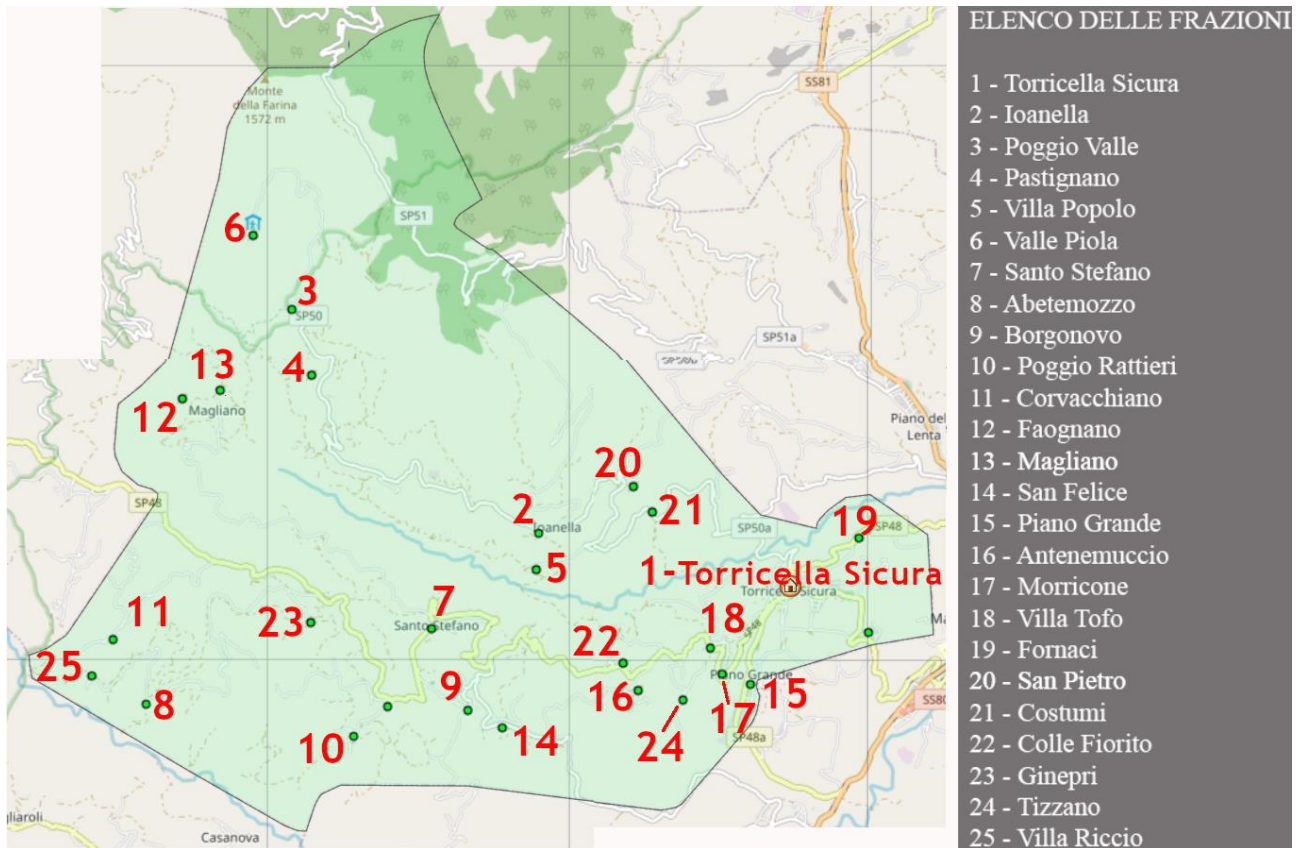 ELENCO DELLE FRAZIONI
1 - Torricella Sicura
2 - Ioanella
3 - Poggio Valle
4 - Pastignano
5 - Villa Popolo
6 - Valle Piola
7 - Santo Stefano
8 - Abetemozzo
9 - Borgonovo
10 - Poggio Rattieri
11 - Corvacchiano
12 - Faognano
13 - Magliano
14 - San Felice
15 - Piano Grande
16 - Antenemuccio
17 - Morricone
18 - Villa Tofo
19 - Fornaci
20 - San Pietro
21 - Costumi
22 - Colle Fiorito
23 - Ginepri
24 - Tizzano
25 - Villa Riccio
Monte
della Farina
1572 m
SS81
SP51
6
3
SP50
SP51a
4
13
12
Magliano
Piano del
Lenta
20
SP48
21
2
Ioanella
SP50a
19
SP48
5
1-Torricella Sicura
Torricella Sicura
11
23
7
Santo Stefano
18
SP48
22
25
Piano Grande
8
9
16
15
17
SS80
10
14
24
SP48a
gliaroli
Casanova